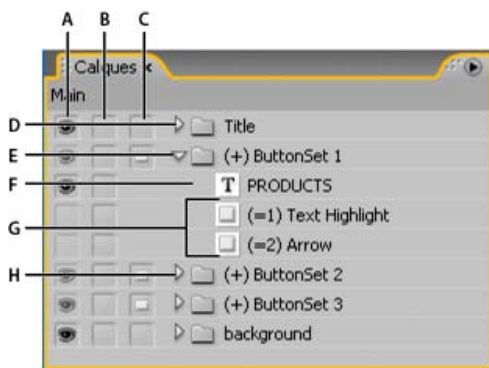 A B C
Calques
Main
D Title
E (+) ButtonSet 1
F T PRODUCTS
G (=1) Text Highlight
(=2) Arrow
H (+) ButtonSet 2
(+) ButtonSet 3
background